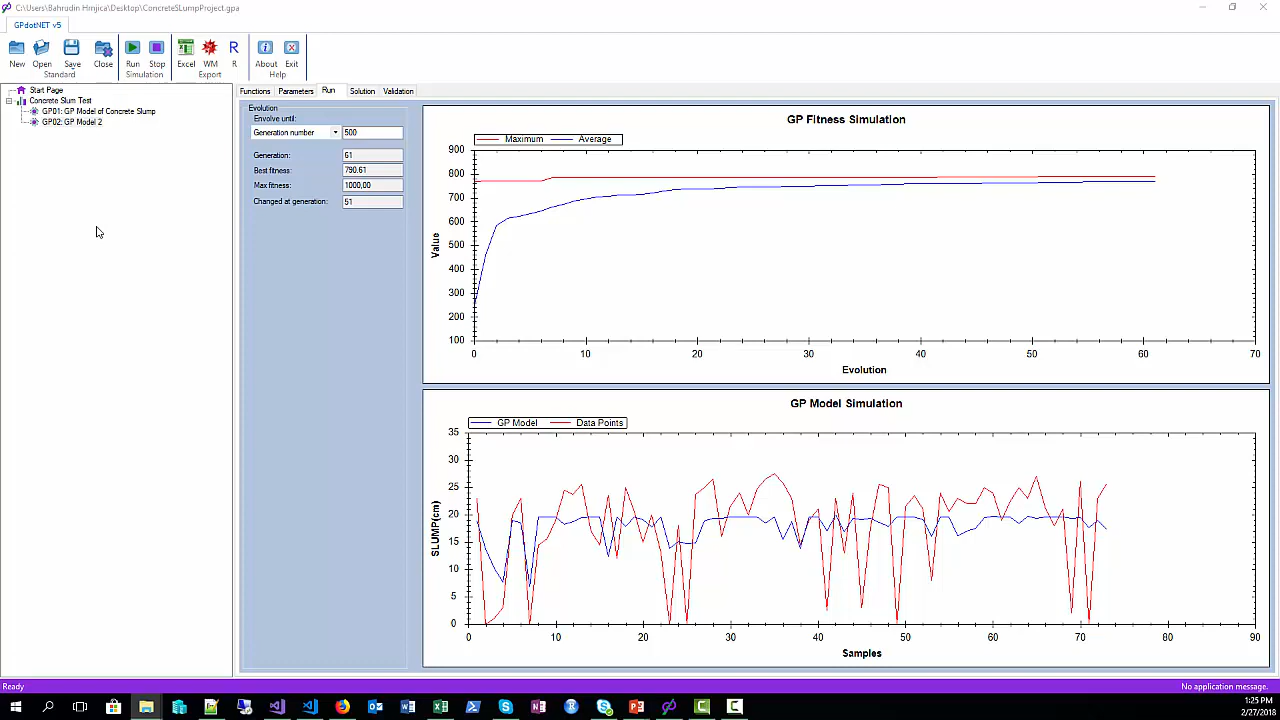 C:\Users\Bahrudin Hrnjica\Desktop\ConcreteSLumpProject.gpa
GPdotNET v5
New Open Save Close Run Stop Excel WM R About Exit
Standard Simulation Export Help
Start Page
Concrete Slum Test
GP01: GP Model of Concrete Slump
GP02: GP Model 2
Functions Parameters Run Solution Validation
Evolution
Envolve until:
Generation number 500
Generation: 61
Best fitness: 790.61
Max fitness: 1000,00
Changed at generation: 51
GP Fitness Simulation
Maximum Average
900
800
700
600
500
400
300
200
100
Value
0 10 20 30 40 50 60 70
Evolution
GP Model Simulation
GP Model Data Points
35
30
25
20
15
10
5
0
SLUMP(cm)
0 10 20 30 40 50 60 70 80 90
Samples
Ready No application message.
1:25 PM
2/27/2018